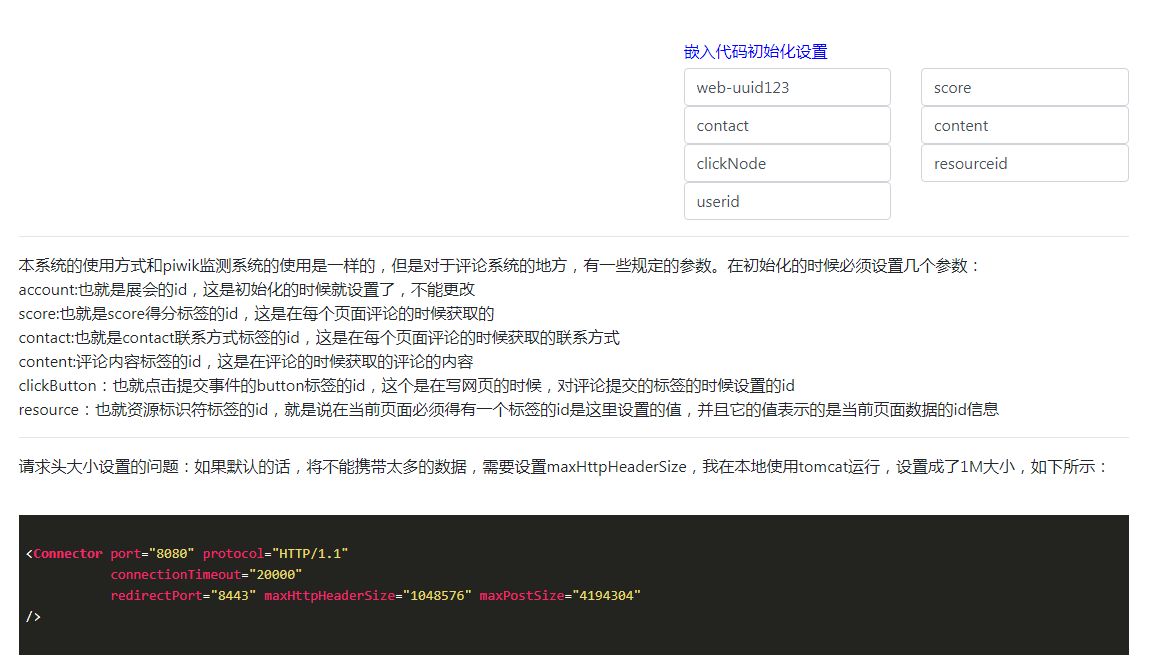 嵌入代码初始化设置
web-uuid123
score
contact
content
clickNode
resourceid
userid
本系统的使用方式和piwik监测系统的使用是一样的，但是对于评论系统的地方，有一些规定的参数。在初始化的时候必须设置几个参数：
account:也就是展会的id，这是初始化的时候就设置了，不能更改
score:也就是score得分标签的id，这是在每个页面评论的时候获取的
contact:也就是contact联系方式标签的id，这是在每个页面评论的时候获取的联系方式
content:评论内容标签的id，这是在评论的时候获取的评论的内容
clickButton：也就点击提交事件的button标签的id，这个是在写网页的时候，对评论提交的标签的时候设置的id
resource：也就资源标识符标签的id，就是说在当前页面必须得有一个标签的id是这里设置的值，并且它的值表示的是当前页面数据的id信息
请求头大小设置的问题：如果默认的话，将不能携带太多的数据，需要设置maxHttpHeaderSize，我在本地使用tomcat运行，设置成了1M大小，如下所示：
<Connector port="8080" protocol="HTTP/1.1"
connectionTimeout="20000"
redirectPort="8443" maxHttpHeaderSize="1048576" maxPostSize="4194304"
/>